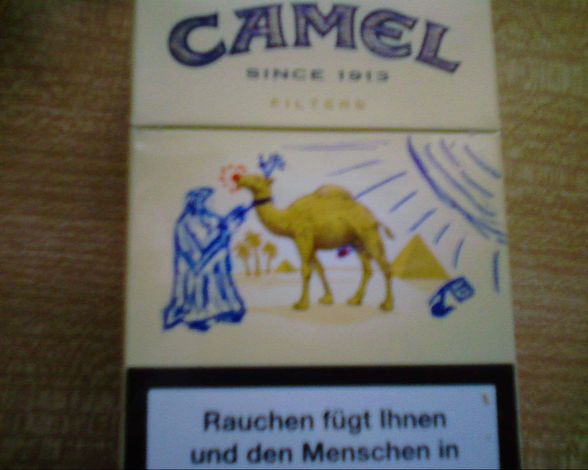 CAMEL
SINCE 1913
FILTERS
Rauchen fügt Ihnen
und den Menschen in